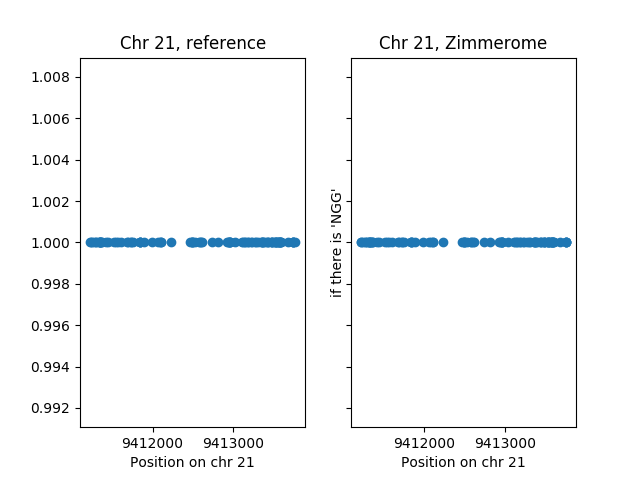 Chr 21, reference
Chr 21, Zimmerome
1.008
1.006
1.004
1.002
1.000
0.998
0.996
0.994
0.992
if there is 'NGG'
9412000 9413000
9412000 9413000
Position on chr 21
Position on chr 21